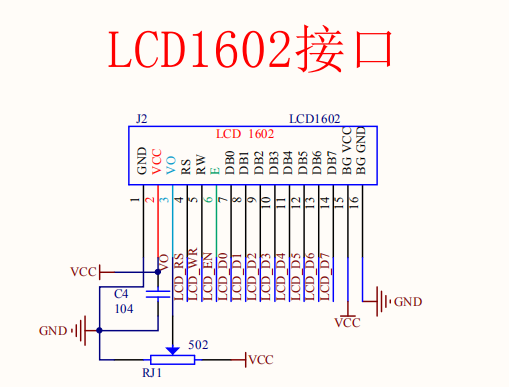 LCD1602接口
J2
LCD1602
LCD 1602
GND
VCC
VO
RS
RW
E
DB0
DB1
DB2
DB3
DB4
DB5
DB6
DB7
BG VCC
BG GND
1
2
3
4
5
6
7
8
9
10
11
12
13
14
15
16
VO
LCD_RS
LCD_WR
LCD_EN
LCD_D0
LCD_D1
LCD_D2
LCD_D3
LCD_D4
LCD_D5
LCD_D6
LCD_D7
VCC
C4
104
GND
VCC
GND
502
VCC
RJ1